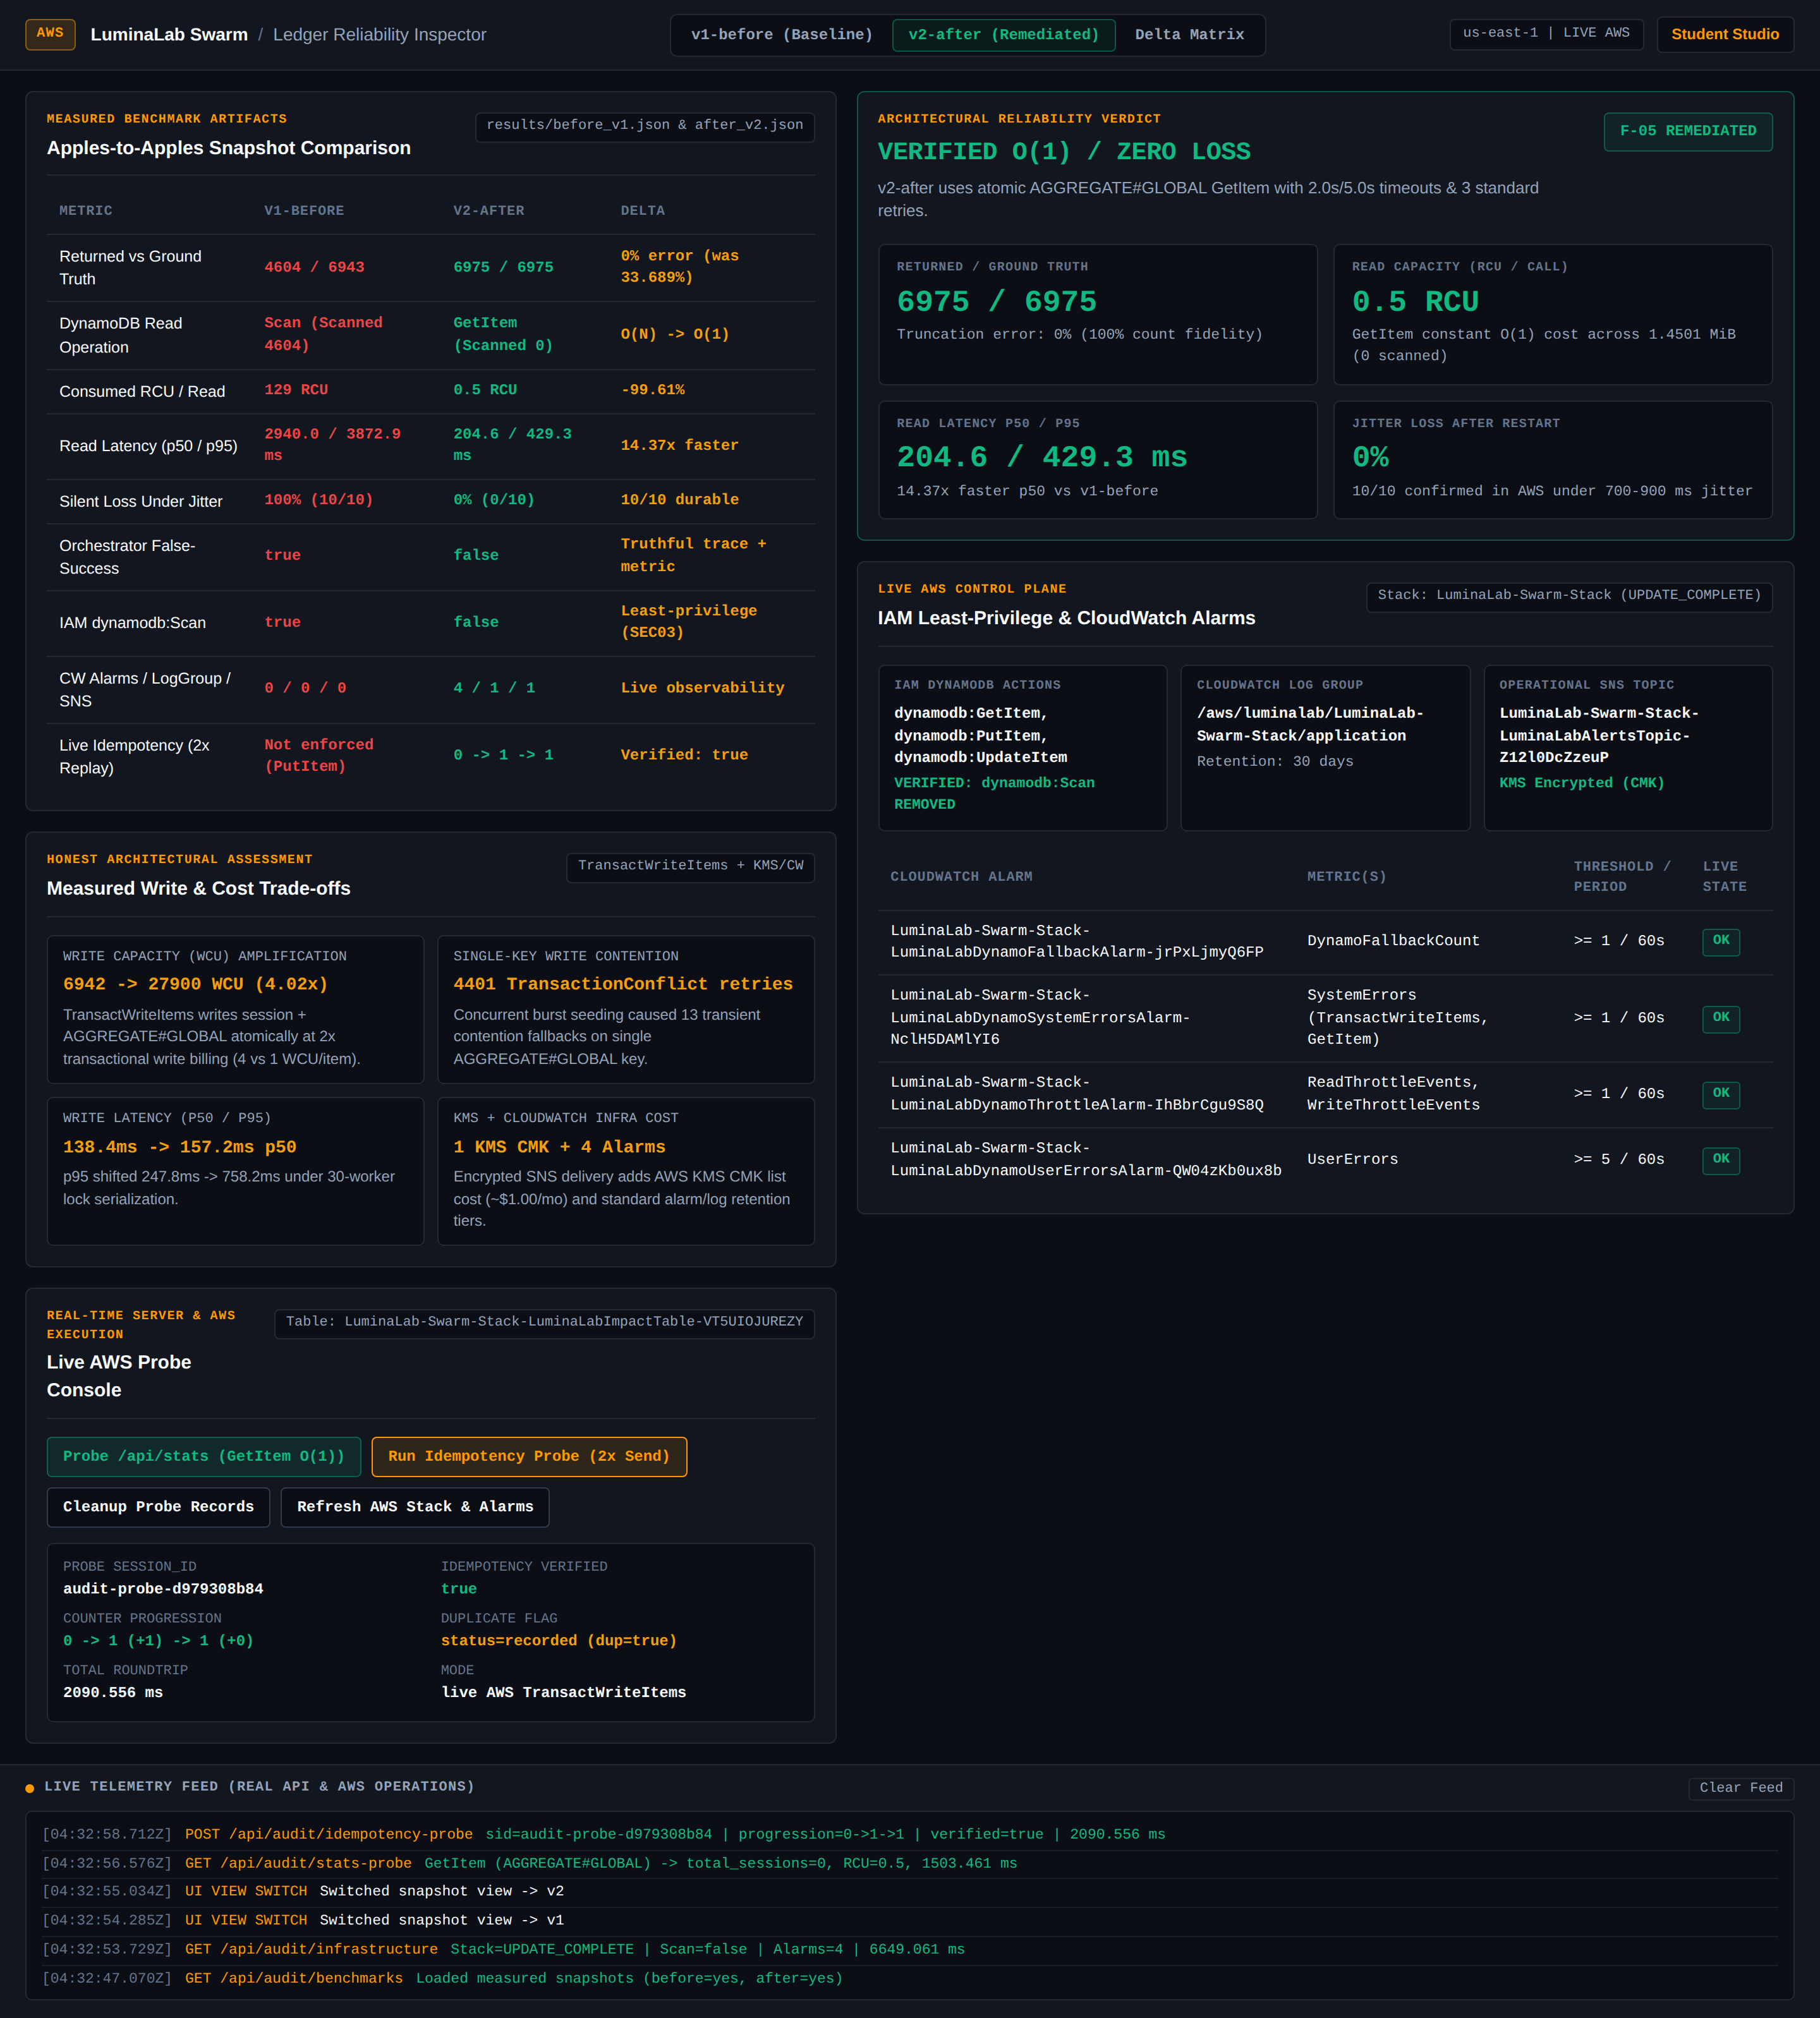 AWS
LuminaLab Swarm / Ledger Reliability Inspector
v1-before (Baseline)
v2-after (Remediated)
Delta Matrix
us-east-1 | LIVE AWS
Student Studio
MEASURED BENCHMARK ARTIFACTS
Apples-to-Apples Snapshot Comparison
results/before_v1.json & after_v2.json
METRIC V1-BEFORE V2-AFTER DELTA
Returned vs Ground
Truth
4604 / 6943
6975 / 6975
0% error (was
33.689%)
DynamoDB Read
Operation
Scan (Scanned
4604)
GetItem
(Scanned 0)
O(N) -> O(1)
Consumed RCU / Read
129 RCU
0.5 RCU
-99.61%
Read Latency (p50 / p95)
2940.0 / 3872.9
ms
204.6 / 429.3
ms
14.37x faster
Silent Loss Under Jitter
100% (10/10)
0% (0/10)
10/10 durable
Orchestrator False-
Success
true
false
Truthful trace +
metric
IAM dynamodb:Scan
true
false
Least-privilege
(SEC03)
CW Alarms / LogGroup /
SNS
0 / 0 / 0
4 / 1 / 1
Live observability
Live Idempotency (2x
Replay)
Not enforced
(PutItem)
0 -> 1 -> 1
Verified: true
HONEST ARCHITECTURAL ASSESSMENT
Measured Write & Cost Trade-offs
TransactWriteItems + KMS/CW
WRITE CAPACITY (WCU) AMPLIFICATION
6942 -> 27900 WCU (4.02x)
TransactWriteItems writes session +
AGGREGATE#GLOBAL atomically at 2x
transactional write billing (4 vs 1 WCU/item).
SINGLE-KEY WRITE CONTENTION
4401 TransactionConflict retries
Concurrent burst seeding caused 13 transient
contention fallbacks on single
AGGREGATE#GLOBAL key.
WRITE LATENCY (P50 / P95)
138.4ms -> 157.2ms p50
p95 shifted 247.8ms -> 758.2ms under 30-worker
lock serialization.
KMS + CLOUDWATCH INFRA COST
1 KMS CMK + 4 Alarms
Encrypted SNS delivery adds AWS KMS CMK list
cost (~$1.00/mo) and standard alarm/log retention
tiers.
REAL-TIME SERVER & AWS
EXECUTION
Live AWS Probe
Console
Table: LuminaLab-Swarm-Stack-LuminaLabImpactTable-VT5UIOJUREZY
Probe /api/stats (GetItem O(1))
Run Idempotency Probe (2x Send)
Cleanup Probe Records
Refresh AWS Stack & Alarms
PROBE SESSION_ID
audit-probe-d979308b84
IDEMPOTENCY VERIFIED
true
COUNTER PROGRESSION
0 -> 1 (+1) -> 1 (+0)
DUPLICATE FLAG
status=recorded (dup=true)
TOTAL ROUNDTRIP
2090.556 ms
MODE
live AWS TransactWriteItems
ARCHITECTURAL RELIABILITY VERDICT
VERIFIED O(1) / ZERO LOSS
F-05 REMEDIATED
v2-after uses atomic AGGREGATE#GLOBAL GetItem with 2.0s/5.0s timeouts & 3 standard
retries.
RETURNED / GROUND TRUTH
6975 / 6975
Truncation error: 0% (100% count fidelity)
READ CAPACITY (RCU / CALL)
0.5 RCU
GetItem constant O(1) cost across 1.4501 MiB
(0 scanned)
READ LATENCY P50 / P95
204.6 / 429.3 ms
14.37x faster p50 vs v1-before
JITTER LOSS AFTER RESTART
0%
10/10 confirmed in AWS under 700-900 ms jitter
LIVE AWS CONTROL PLANE
IAM Least-Privilege & CloudWatch Alarms
Stack: LuminaLab-Swarm-Stack (UPDATE_COMPLETE)
IAM DYNAMODB ACTIONS
dynamodb:GetItem,
dynamodb:PutItem,
dynamodb:UpdateItem
VERIFIED: dynamodb:Scan
REMOVED
CLOUDWATCH LOG GROUP
/aws/luminalab/LuminaLab-
Swarm-Stack/application
Retention: 30 days
OPERATIONAL SNS TOPIC
LuminaLab-Swarm-Stack-
LuminaLabAlertsTopic-
Z12l0DcZzeuP
KMS Encrypted (CMK)
CLOUDWATCH ALARM
METRIC(S)
THRESHOLD /
PERIOD
LIVE
STATE
LuminaLab-Swarm-Stack-
LuminaLabDynamoFallbackAlarm-jrPxLjmyQ6FP
DynamoFallbackCount
>= 1 / 60s
OK
LuminaLab-Swarm-Stack-
LuminaLabDynamoSystemErrorsAlarm-
NclH5DAMlYI6
SystemErrors
(TransactWriteItems,
GetItem)
>= 1 / 60s
OK
LuminaLab-Swarm-Stack-
LuminaLabDynamoThrottleAlarm-IhBbrCgu9S8Q
ReadThrottleEvents,
WriteThrottleEvents
>= 1 / 60s
OK
LuminaLab-Swarm-Stack-
LuminaLabDynamoUserErrorsAlarm-QW04zKb0ux8b
UserErrors
>= 5 / 60s
OK
LIVE TELEMETRY FEED (REAL API & AWS OPERATIONS)
Clear Feed
[04:32:58.712Z] POST /api/audit/idempotency-probe sid=audit-probe-d979308b84 | progression=0->1->1 | verified=true | 2090.556 ms
[04:32:56.576Z] GET /api/audit/stats-probe GetItem (AGGREGATE#GLOBAL) -> total_sessions=0, RCU=0.5, 1503.461 ms
[04:32:55.034Z] UI VIEW SWITCH Switched snapshot view -> v2
[04:32:54.285Z] UI VIEW SWITCH Switched snapshot view -> v1
[04:32:53.729Z] GET /api/audit/infrastructure Stack=UPDATE_COMPLETE | Scan=false | Alarms=4 | 6649.061 ms
[04:32:47.070Z] GET /api/audit/benchmarks Loaded measured snapshots (before=yes, after=yes)